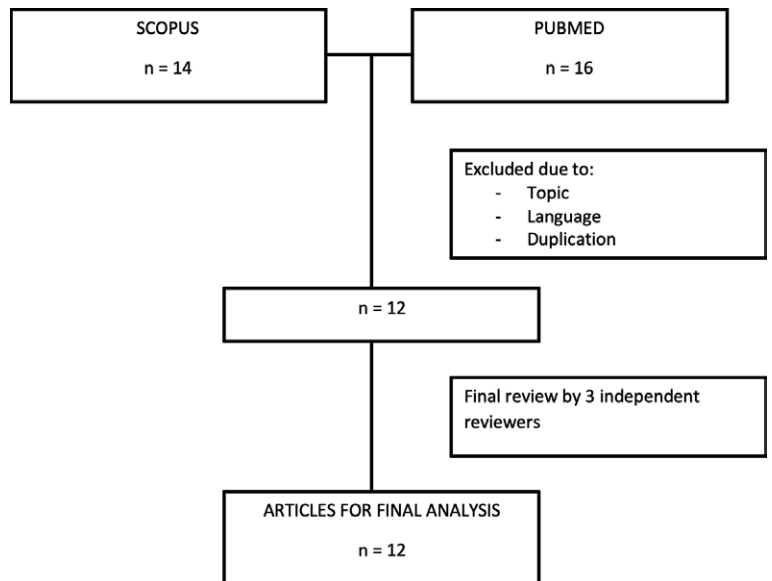 SCOPUS
n = 14
PUBMED
n = 16
Excluded due to:
- Topic
- Language
- Duplication
n = 12
Final review by 3 independent
reviewers
ARTICLES FOR FINAL ANALYSIS
n = 12